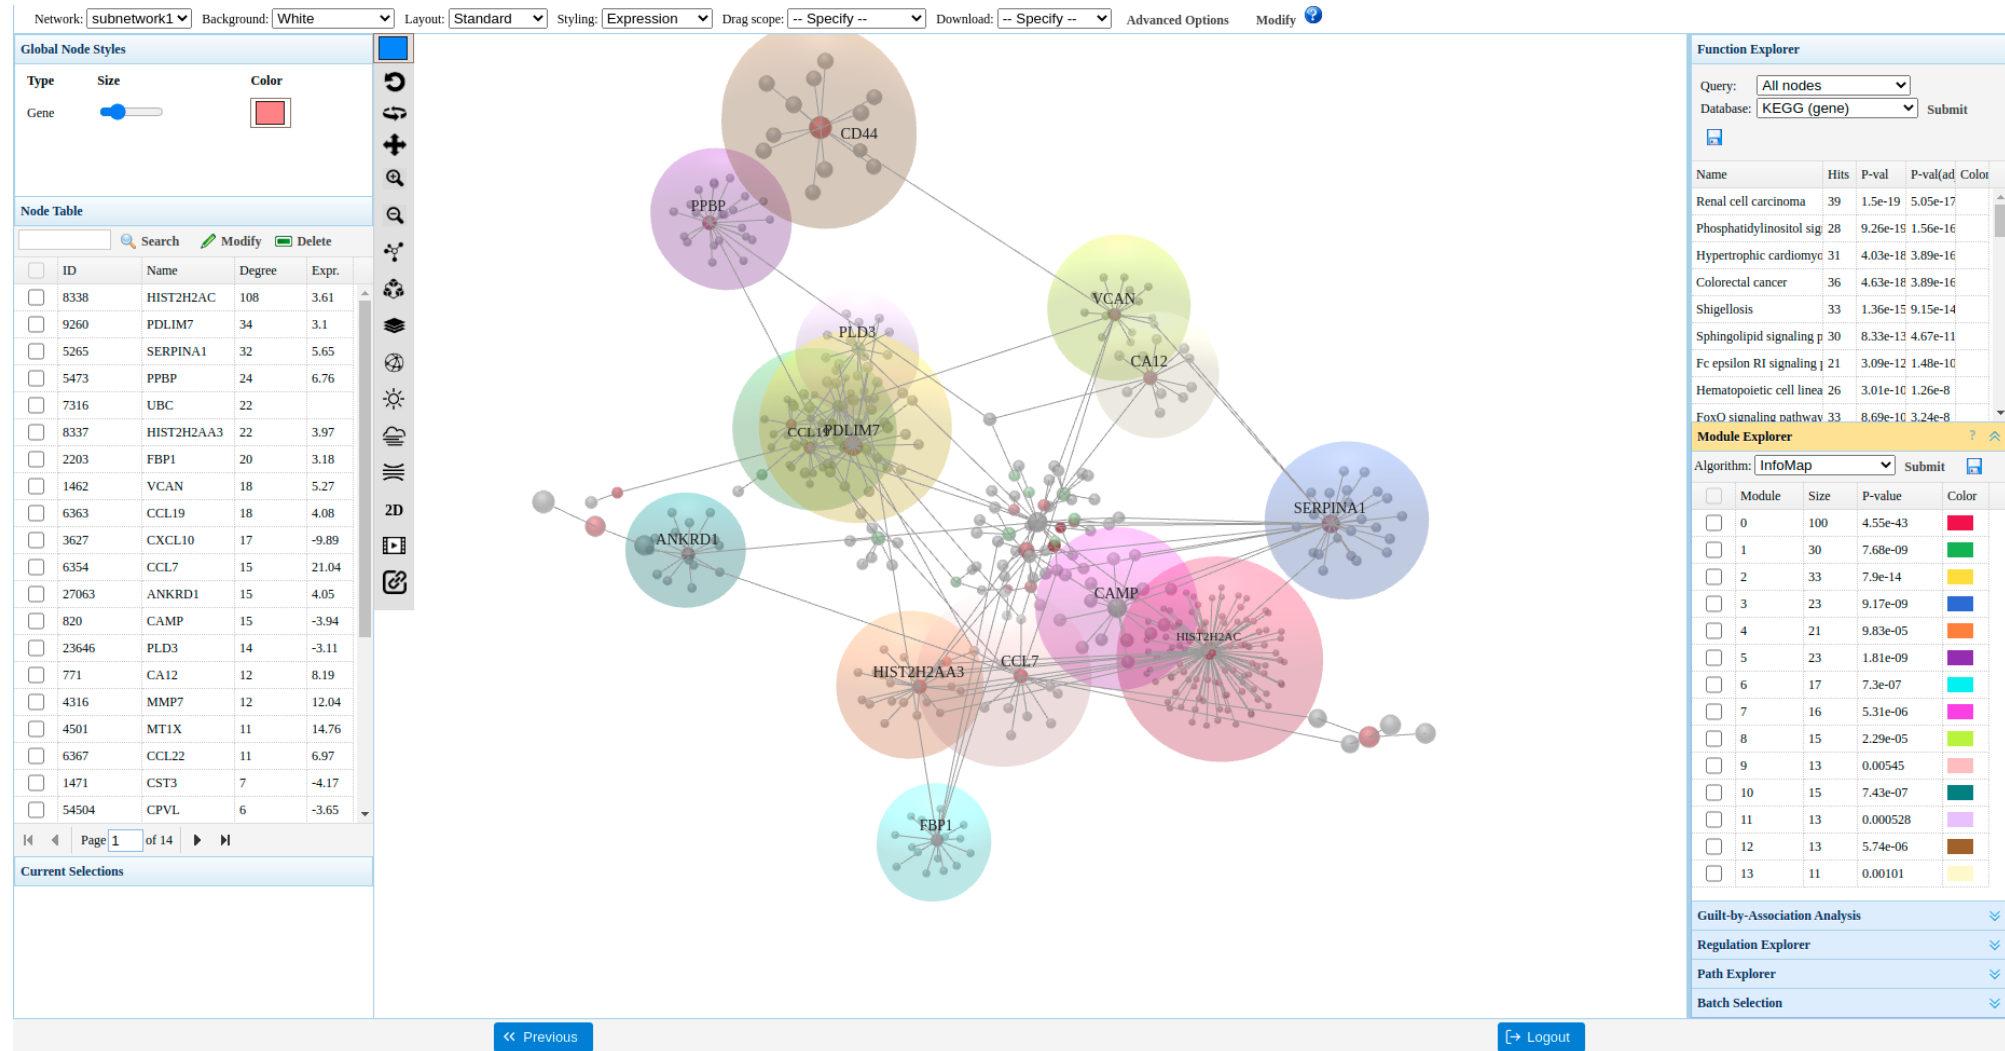 Network: subnetwork1 Background: White Layout: Standard Styling: Expression Drag scope: -- Specify -- Download: -- Specify -- Advanced Options Modify ?
Global Node Styles
Type Size Color
Gene
Node Table
Search Modify Delete
ID Name Degree Expr.
8338 HIST2H2AC 108 3.61
9260 PDLIM7 34 3.1
5265 SERPINA1 32 5.65
5473 PPBP 24 6.76
7316 UBC 22
8337 HIST2H2AA3 22 3.97
2203 FBP1 20 3.18
1462 VCAN 18 5.27
6363 CCL19 18 4.08
3627 CXCL10 17 -9.89
6354 CCL7 15 21.04
27063 ANKRD1 15 4.05
820 CAMP 15 -3.94
23646 PLD3 14 -3.11
771 CA12 12 8.19
4316 MMP7 12 12.04
4501 MT1X 11 14.76
6367 CCL22 11 6.97
1471 CST3 7 -4.17
54504 CPVL 6 -3.65
Page 1 of 14
Current Selections
2D
CD44
PPBP
VCAN
PLD3
CA12
CCL19
PDLIM7
SERPINA1
ANKRD1
CAMP
HIST2H2AC
CCL7
HIST2H2AA3
FBP1
Function Explorer
Query: All nodes
Database: KEGG (gene) Submit
Name Hits P-val P-val(ad Color
Renal cell carcinoma 39 1.5e-19 5.05e-17
Phosphatidylinositol sig 28 9.26e-19 1.56e-16
Hypertrophic cardiomyo 31 4.03e-18 3.89e-16
Colorectal cancer 36 4.63e-18 3.89e-16
Shigellosis 33 1.36e-15 9.15e-14
Sphingolipid signaling p 30 8.33e-13 4.67e-11
Fc epsilon RI signaling p 21 3.09e-12 1.48e-10
Hematopoietic cell linea 26 3.01e-10 1.26e-8
FoxO signaling pathway 33 8.69e-10 3.24e-8
Module Explorer ?
Algorithm: InfoMap Submit
Module Size P-value Color
0 100 4.55e-43
1 30 7.68e-09
2 33 7.9e-14
3 23 9.17e-09
4 21 9.83e-05
5 23 1.81e-09
6 17 7.3e-07
7 16 5.31e-06
8 15 2.29e-05
9 13 0.00545
10 15 7.43e-07
11 13 0.000528
12 13 5.74e-06
13 11 0.00101
Guilt-by-Association Analysis
Regulation Explorer
Path Explorer
Batch Selection
Previous
Logout